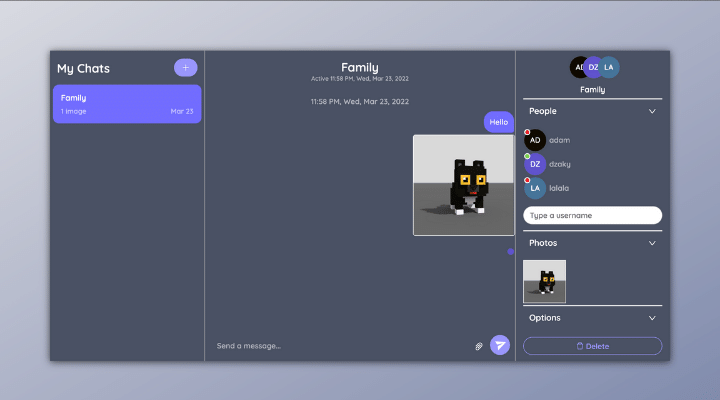 My Chats
+
Family
1 image
Mar 23
Family
Active 11:58 PM, Wed, Mar 23, 2022
11:58 PM, Wed, Mar 23, 2022
Hello
Send a message...
AD
DZ
LA
Family
People
AD
adam
DZ
dzaky
LA
lalala
Type a username
Photos
Options
Delete